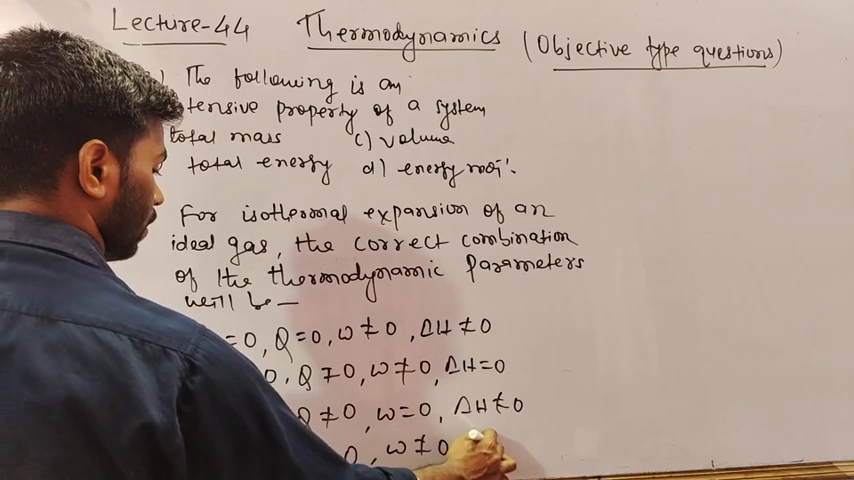 Lecture-44 Thermodynamics (Objective type questions)
) The following is an
tensive property of a system
total mass c) volume
total energy d) energy mol⁻¹.
For isothermal expansion of an
ideal gas, the correct combination
of the thermodynamic parameters
will be —
=0, Q=0, w≠0, ΔH≠0
0, Q≠0, w≠0, ΔH=0
Q≠0, w=0, ΔH≠0
0, w≠0